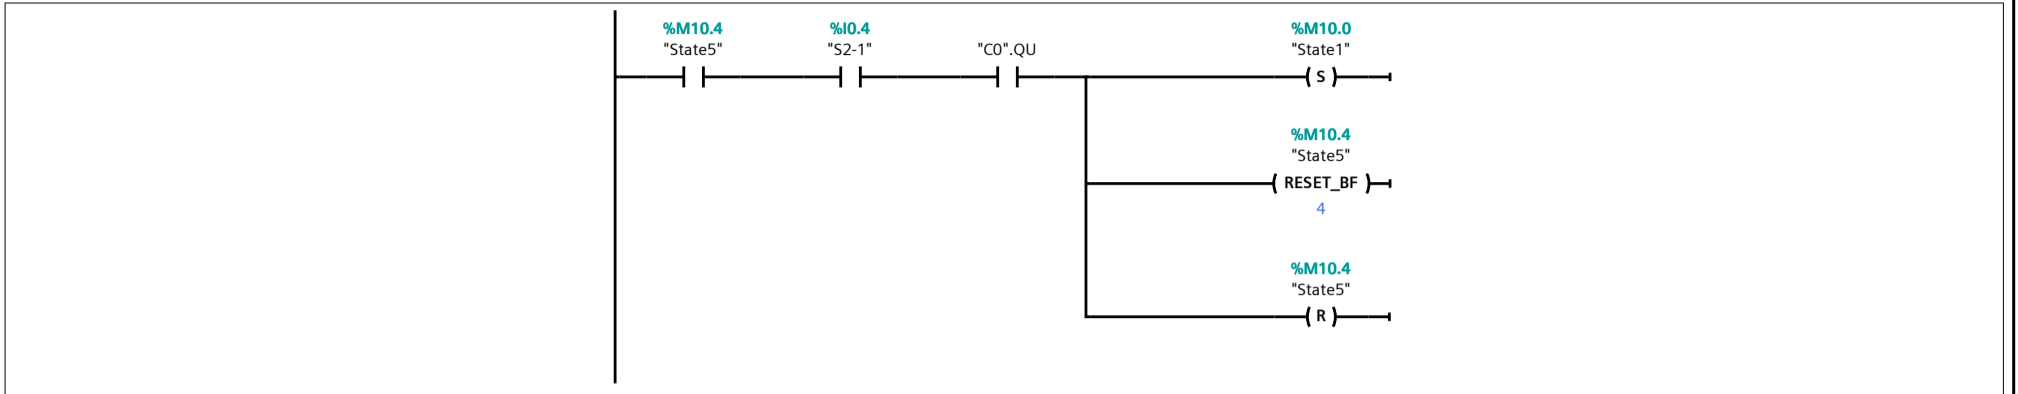 %M10.4 %I0.4 %M10.0
"State5" "S2-1" "C0".QU "State1"
S
%M10.4
"State5"
RESET_BF
4
%M10.4
"State5"
R